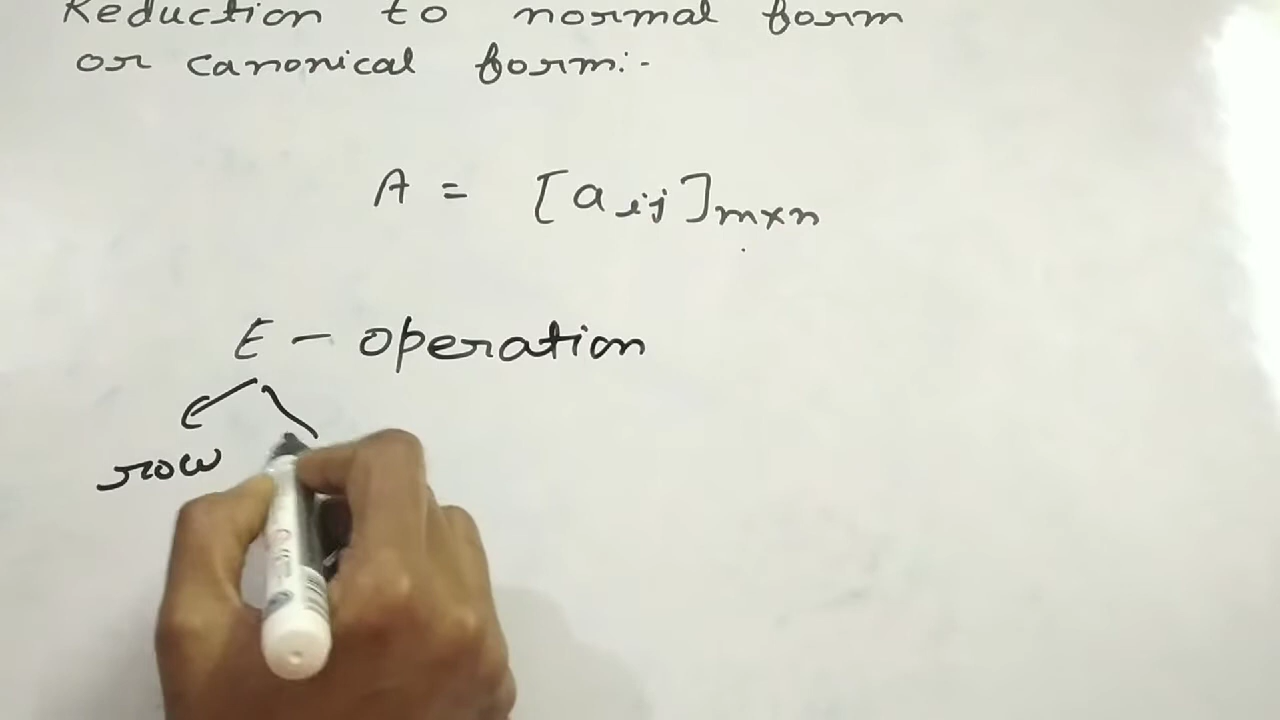 Reduction to normal form
or canonical form:-
A = [aij]m×n
E - operation
row